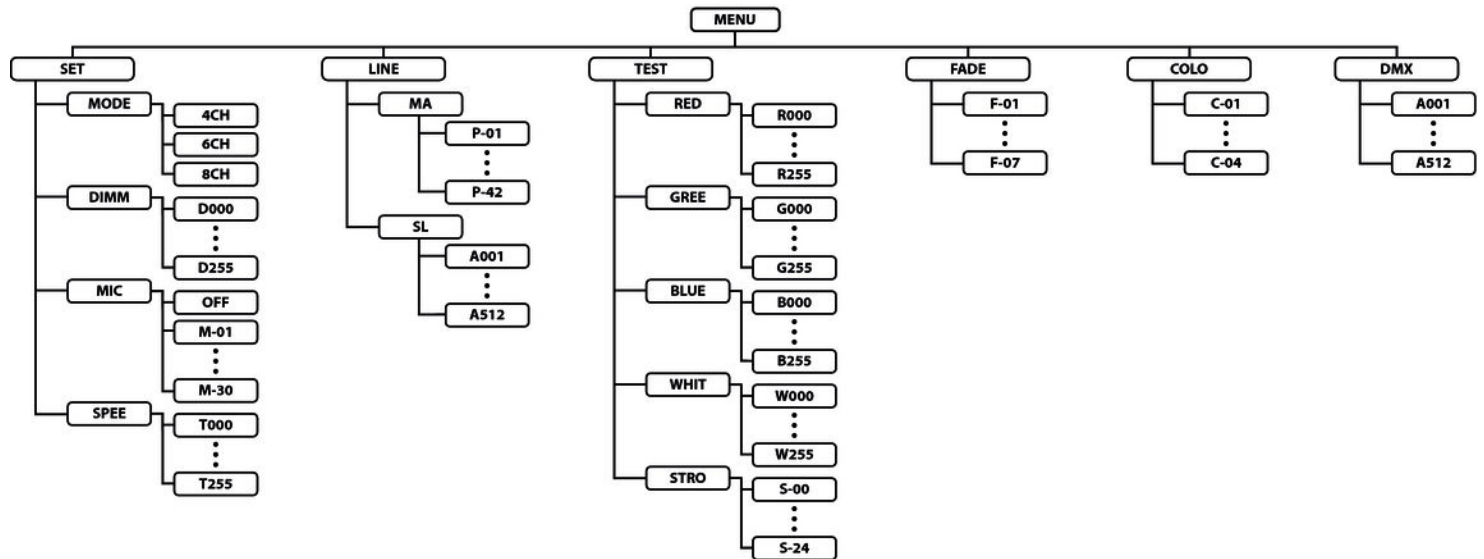 MENU
SET
MODE
4CH
6CH
8CH
DIMM
D000
D255
MIC
OFF
M-01
M-30
SPEE
T000
T255
LINE
MA
P-01
P-42
SL
A001
A512
TEST
RED
R000
R255
GREE
G000
G255
BLUE
B000
B255
WHIT
W000
W255
STRO
S-00
S-24
FADE
F-01
F-07
COLO
C-01
C-04
DMX
A001
A512